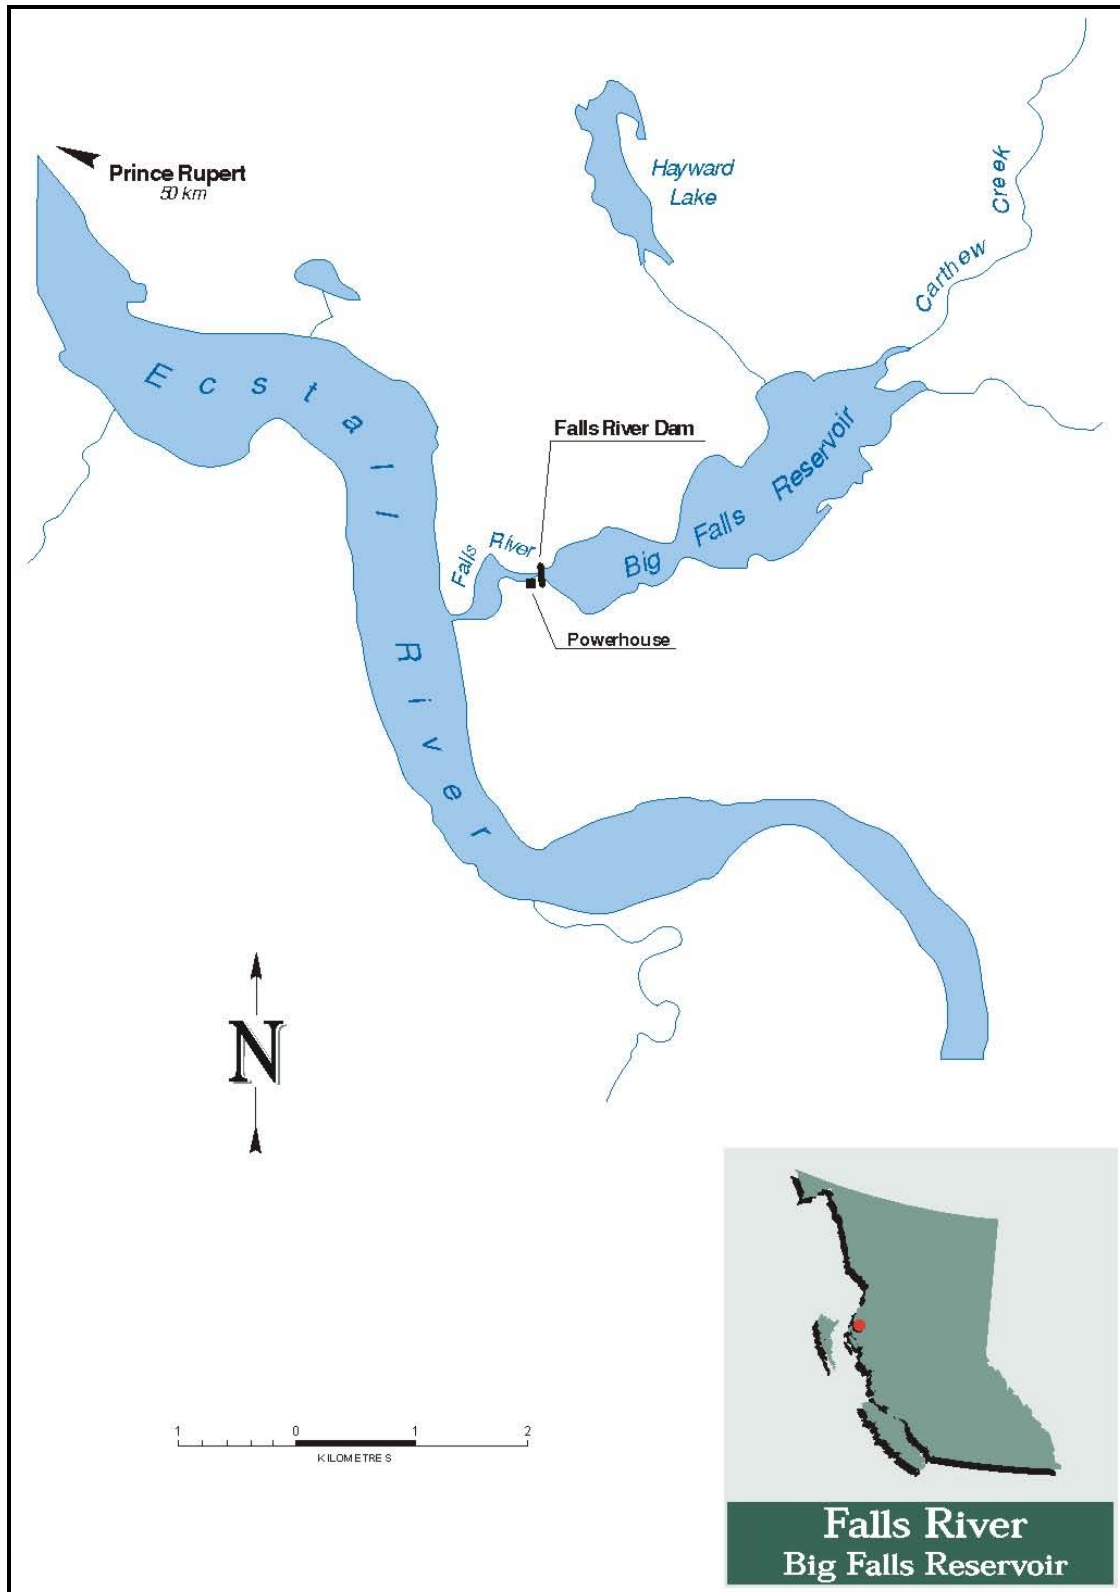 Prince Rupert
50 km
Hayward
Lake
Carthew Creek
Ecstall River
Falls River Dam
Big Falls Reservoir
Falls River
Powerhouse
N
1 0 1 2
KILOMETRES
Falls River
Big Falls Reservoir